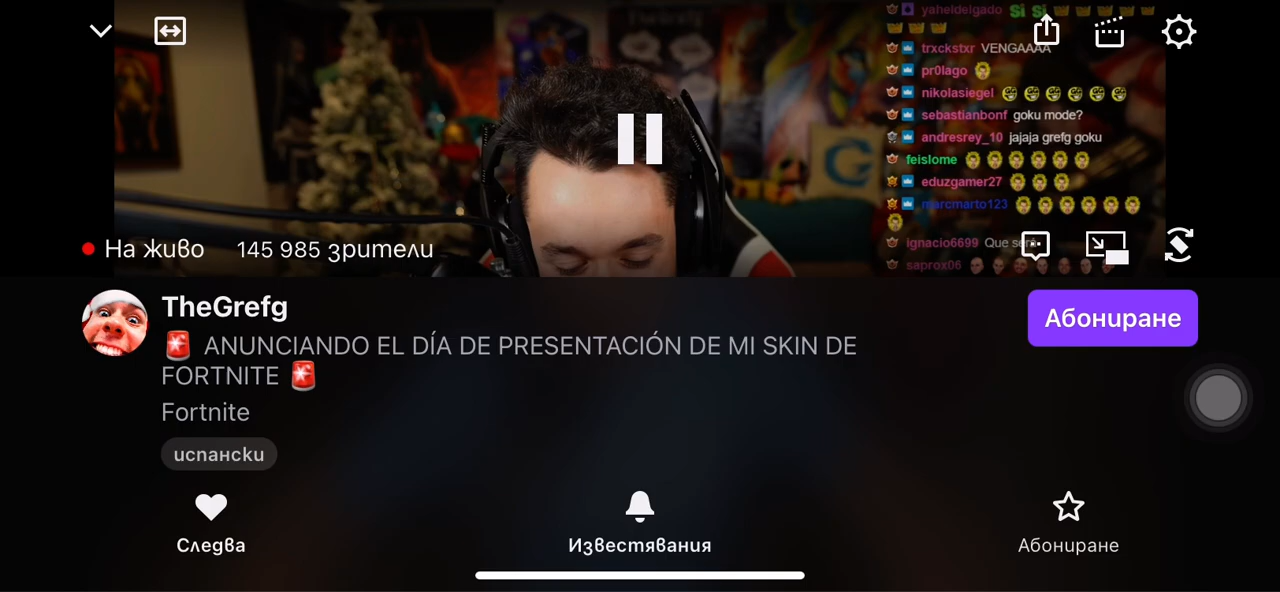 yaheldelgado
trxckstxr VENGAAAA
pr0lago
nikolasiegel
sebastianbonf goku mode?
andresrey_10 jajaja grefg goku
feislome
eduzgamer27
marcmarto123
ignacio6699 Que sera
saprox06
На живо 145 985 зрители
TheGrefg
Абониране
ANUNCIANDO EL DÍA DE PRESENTACIÓN DE MI SKIN DE
FORTNITE
Fortnite
испански
Следва
Известявания
Абониране